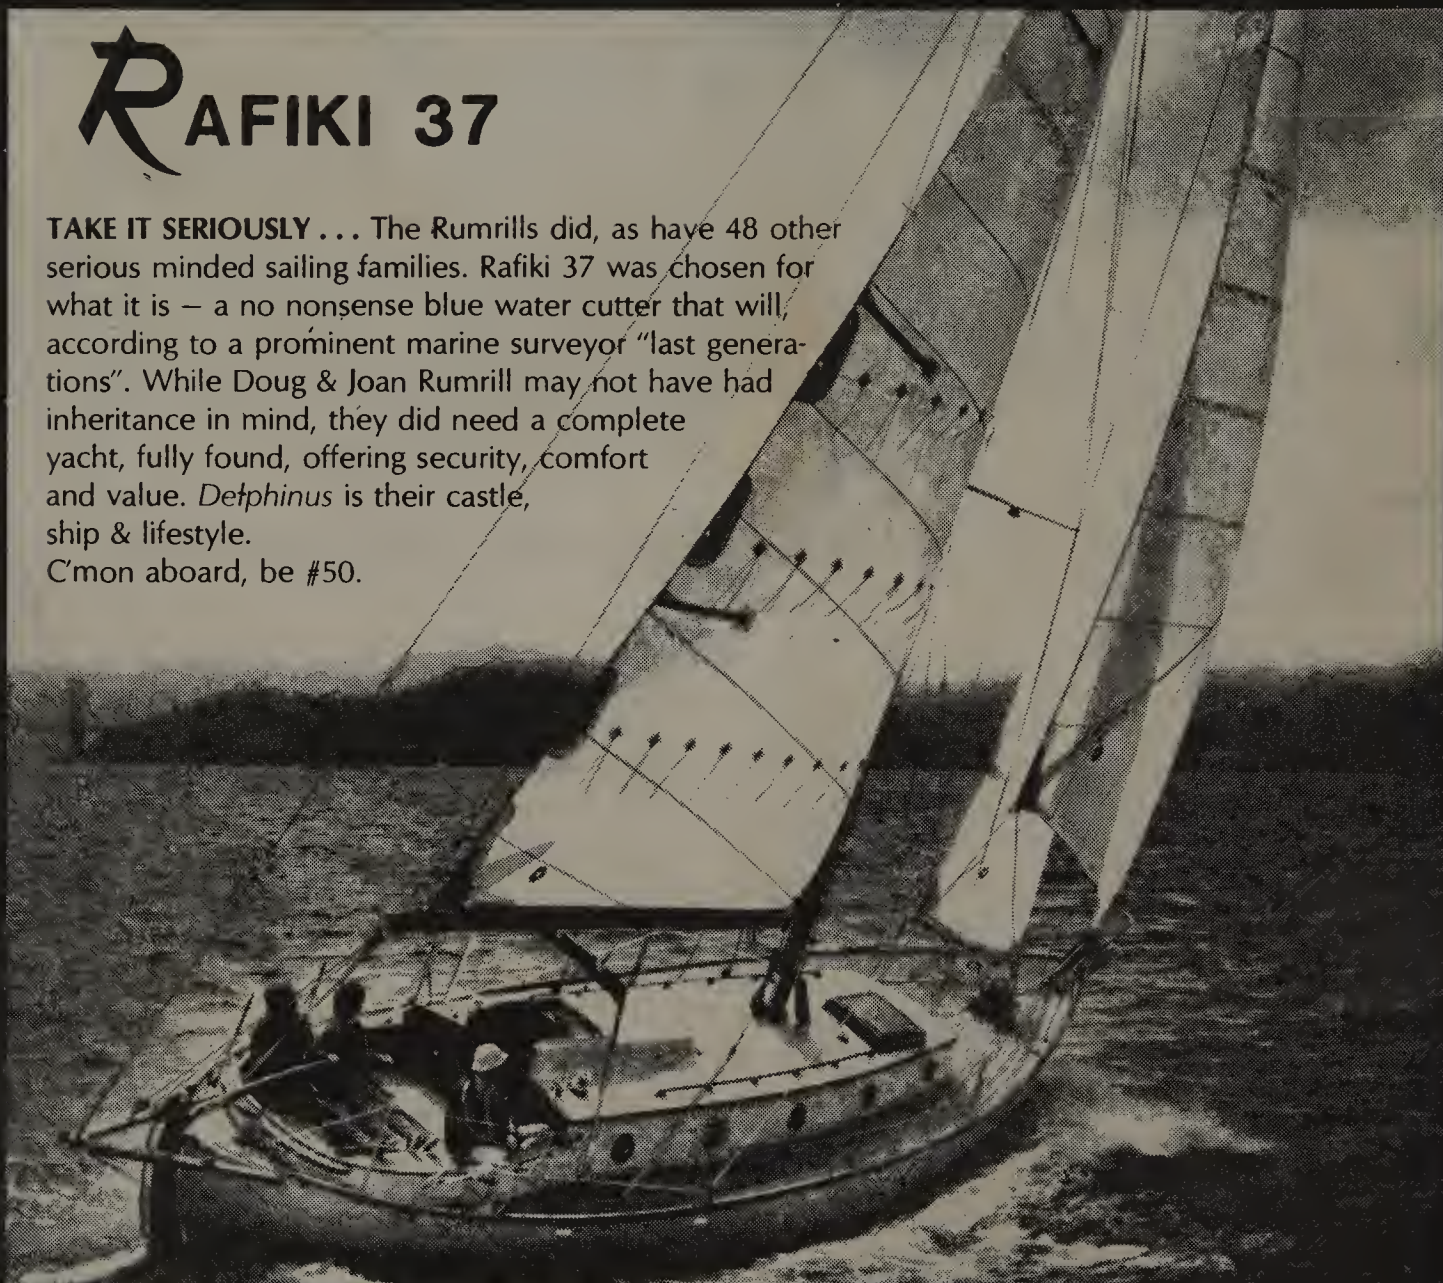 RAFIKI 37
TAKE IT SERIOUSLY... The Rumrills did, as have 48 other
serious minded sailing families. Rafiki 37 was chosen for
what it is — a no nonsense blue water cutter that will,
according to a prominent marine surveyor "last genera-
tions". While Doug & Joan Rumrill may not have had
inheritance in mind, they did need a complete
yacht, fully found, offering security, comfort
and value. Delphinus is their castle,
ship & lifestyle.
C'mon aboard, be #50.